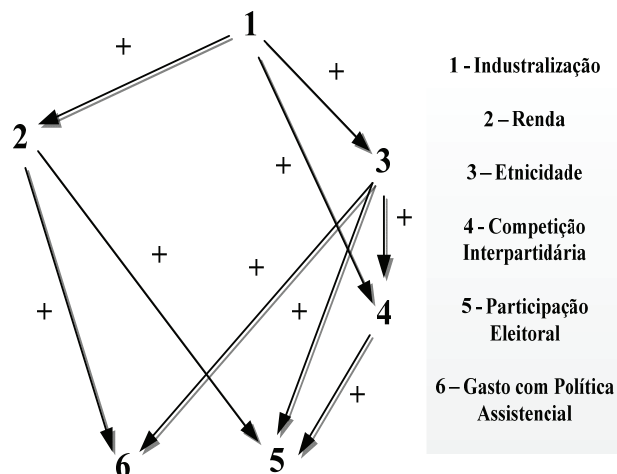 1
+
+
1 - Industralização
2
2 – Renda
3
+
3 – Etnicidade
+
4 - Competição
Interpartidária
+
+
+
+
4
5 - Participação
Eleitoral
+
6 – Gasto com Política
Assistencial
6
5